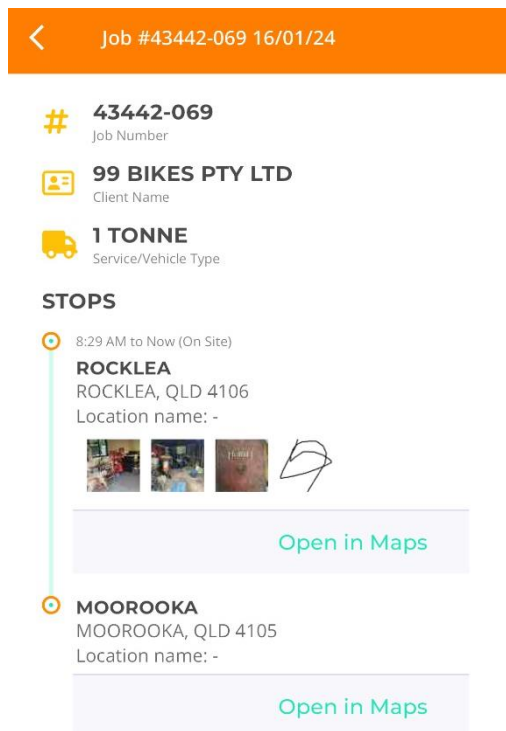 Job #43442-069 16/01/24
43442-069
Job Number
99 BIKES PTY LTD
Client Name
1 TONNE
Service/Vehicle Type
STOPS
8:29 AM to Now (On Site)
ROCKLEA
ROCKLEA, QLD 4106
Location name: -
Open in Maps
MOOROOKA
MOOROOKA, QLD 4105
Location name: -
Open in Maps